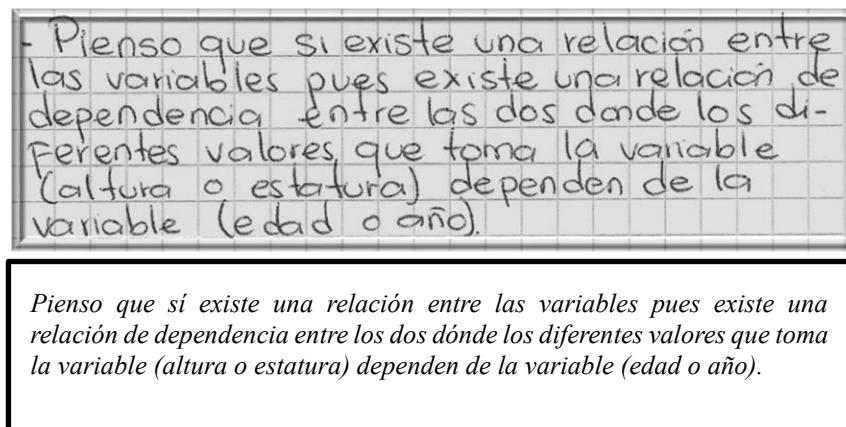 - Pienso que si existe una relación entre
las variables pues existe una relación de
dependencia entre las dos donde los di-
ferentes valores que toma la variable
(altura o estatura) dependen de la
variable (edad o año).
Pienso que sí existe una relación entre las variables pues existe una
relación de dependencia entre los dos dónde los diferentes valores que toma
la variable (altura o estatura) dependen de la variable (edad o año).